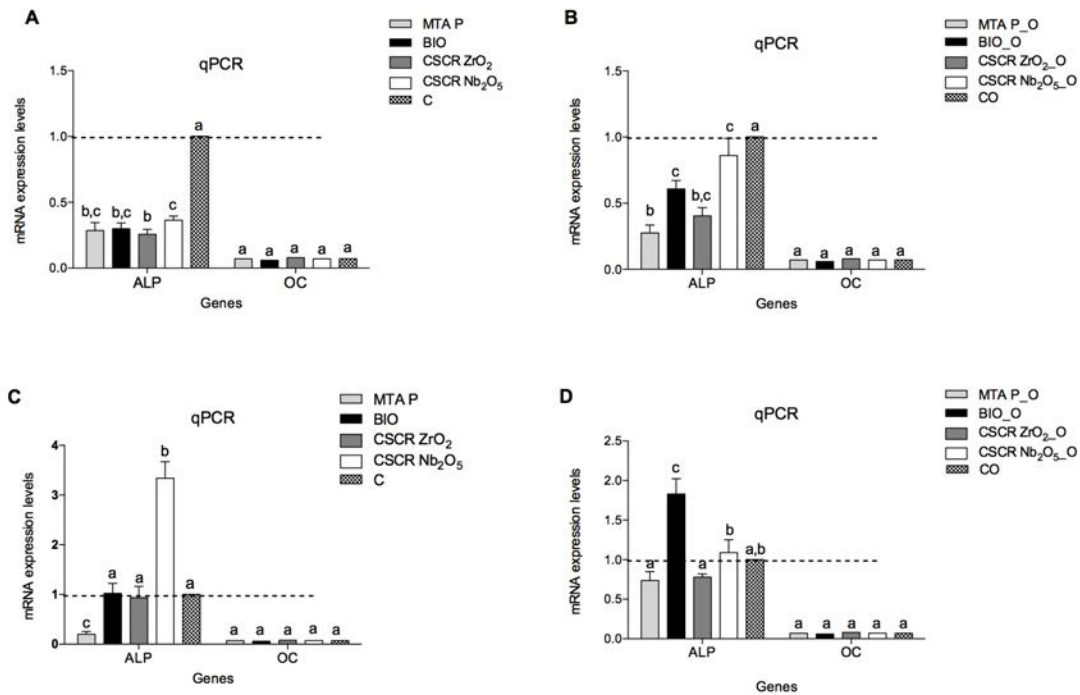 A
qPCR
MTA P
BIO
CSCR ZrO₂
CSCR Nb₂O₅
C
mRNA expression levels
1.5
1.0
0.5
0.0
b,c b,c b c a
a a a a a
ALP OC
Genes
B
qPCR
MTA P_O
BIO_O
CSCR ZrO₂_O
CSCR Nb₂O₅_O
CO
mRNA expression levels
1.5
1.0
0.5
0.0
b c b,c c a
a a a a a
ALP OC
Genes
C
qPCR
MTA P
BIO
CSCR ZrO₂
CSCR Nb₂O₅
C
mRNA expression levels
4
3
2
1
0
c a a b a
a a a a a
ALP OC
Genes
D
qPCR
MTA P_O
BIO_O
CSCR ZrO₂_O
CSCR Nb₂O₅_O
CO
mRNA expression levels
2.5
2.0
1.5
1.0
0.5
0.0
a c a b a,b
a a a a a
ALP OC
Genes